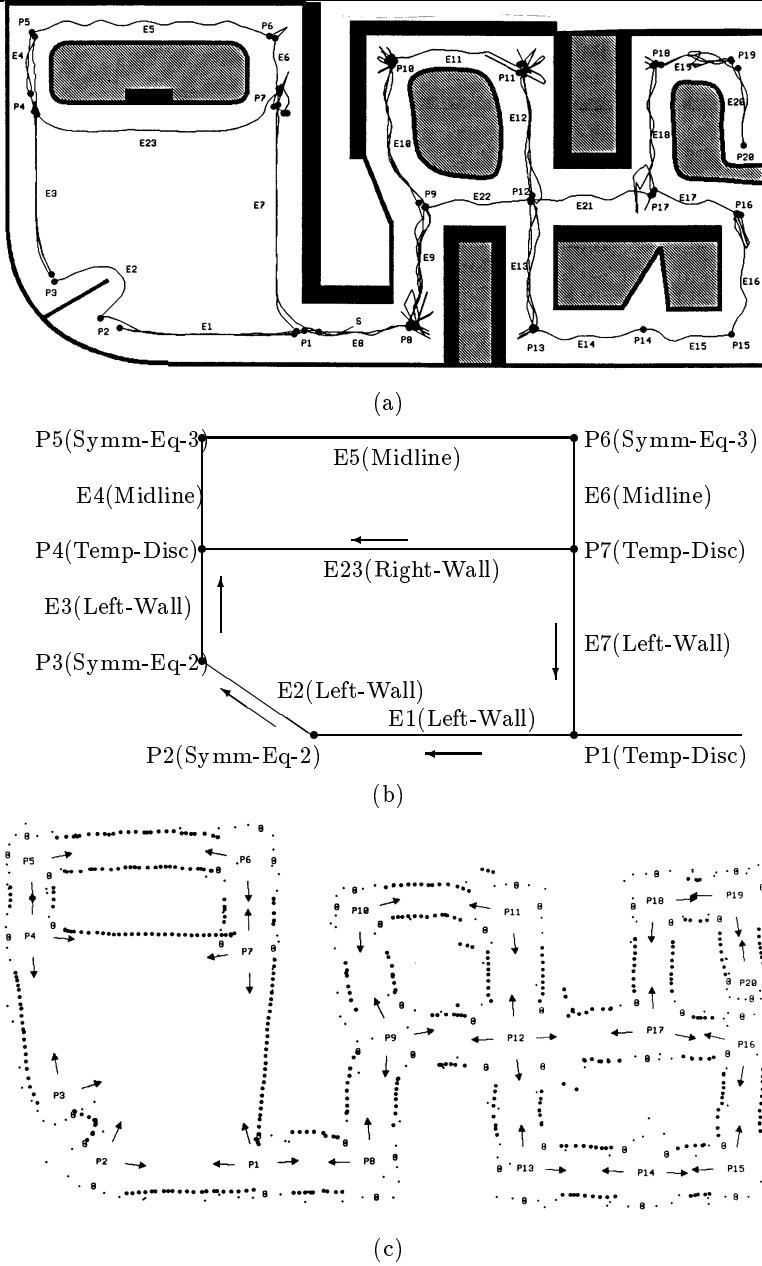 P5
E5
P6
E4
E6
P4
P7
E23
E3
E7
P3
E2
P2
E1
P1
S
E8
P8
P10
E11
P11
E10
E12
P9
E22
P12
E21
P17
E17
P16
E9
E13
P13
E14
P14
E15
P15
E16
P18
E19
P19
E18
E20
P20
(a)
P5(Symm-Eq-3)
P6(Symm-Eq-3)
E5(Midline)
E4(Midline)
E6(Midline)
P4(Temp-Disc)
P7(Temp-Disc)
E23(Right-Wall)
E3(Left-Wall)
E7(Left-Wall)
P3(Symm-Eq-2)
E2(Left-Wall)
E1(Left-Wall)
P2(Symm-Eq-2)
P1(Temp-Disc)
(b)
P5
P6
P4
P7
P3
P2
P1
P8
P10
P11
P9
P12
P13
P14
P15
P16
P17
P18
P19
P20
(c)